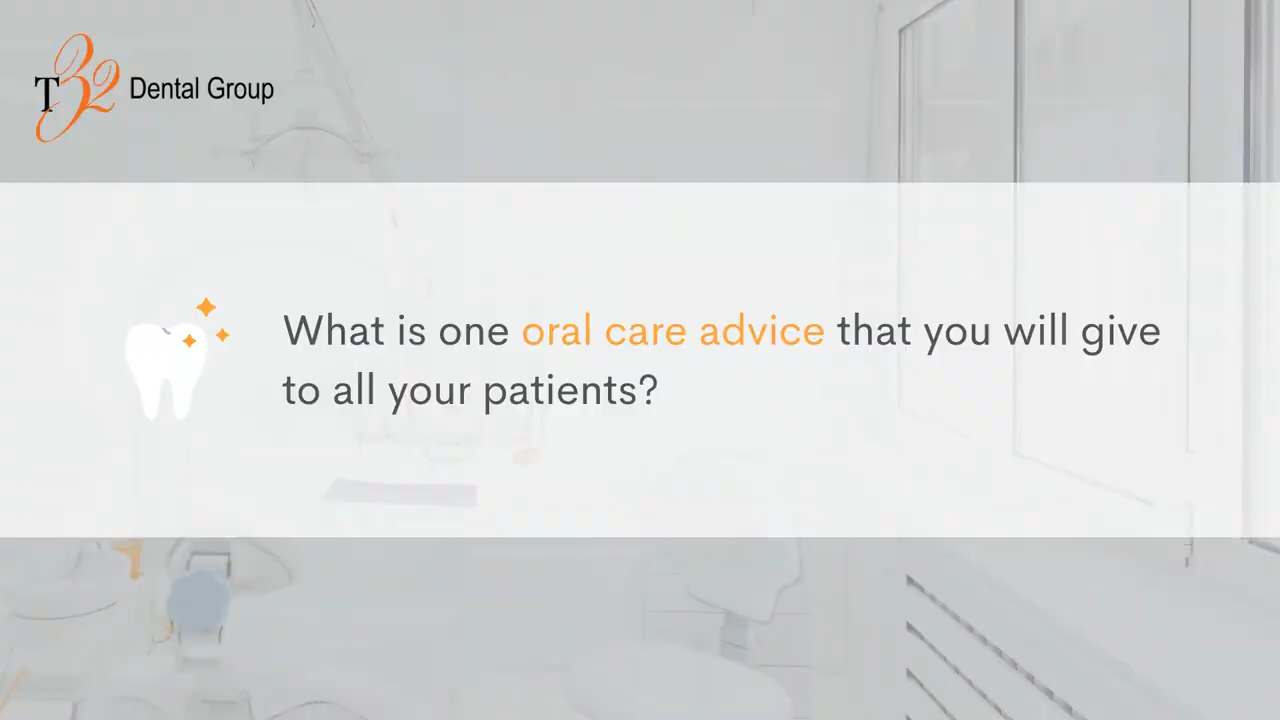 T32 Dental Group
What is one oral care advice that you will give
to all your patients?